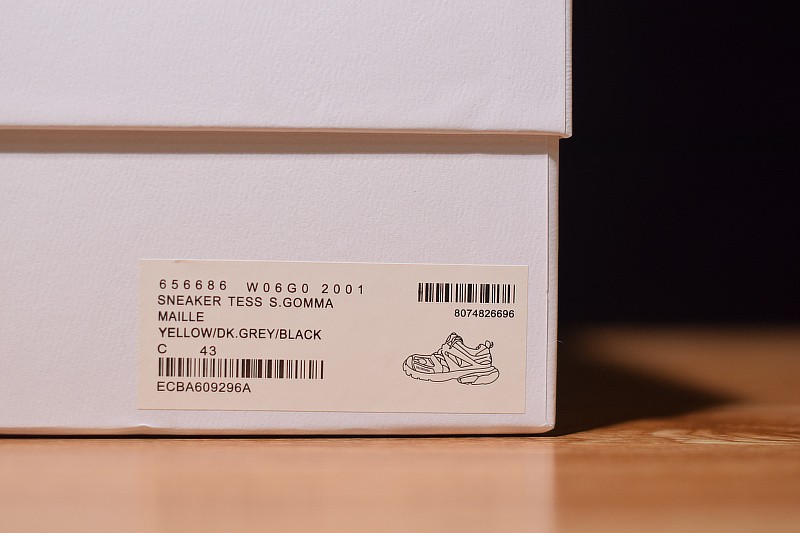 656686 W06G0 2001
SNEAKER TESS S.GOMMA
MAILLE
YELLOW/DK.GREY/BLACK
C 43
ECBA609296A
8074826696